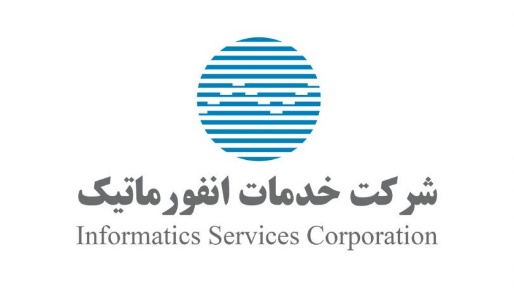 شرکت خدمات انفورماتیک
Informatics Services Corporation